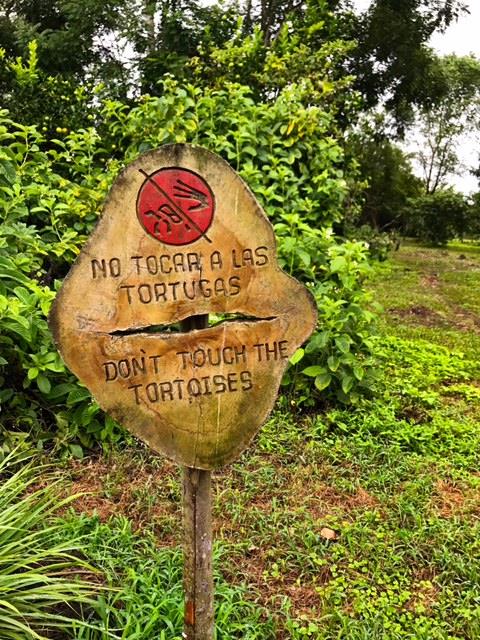 NO TOCAR A LAS
TORTUGAS
DON'T TOUCH THE
TORTOISES